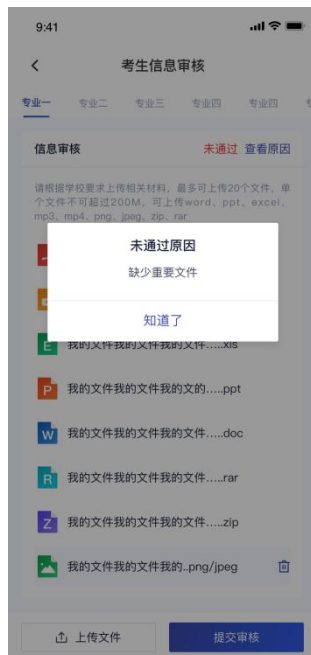 9:41
考生信息审核
专业一 专业二 专业三 专业四 专业四
信息审核 未通过 查看原因
请根据学校要求上传相关材料，最多可上传20个文件，单
个文件不可超过200M，可上传word、ppt、excel、
mp3、mp4、png、jpeg、zip、rar
未通过原因
缺少重要文件
知道了
E 我的文件我的文件我的文件.....xls
P 我的文件我的文件我的文的.....ppt
W 我的文件我的文件我的文件.....doc
R 我的文件我的文件我的文件.....rar
Z 我的文件我的文件我的文件.....zip
我的文件我的文件我的..png/jpeg
上传文件 提交审核